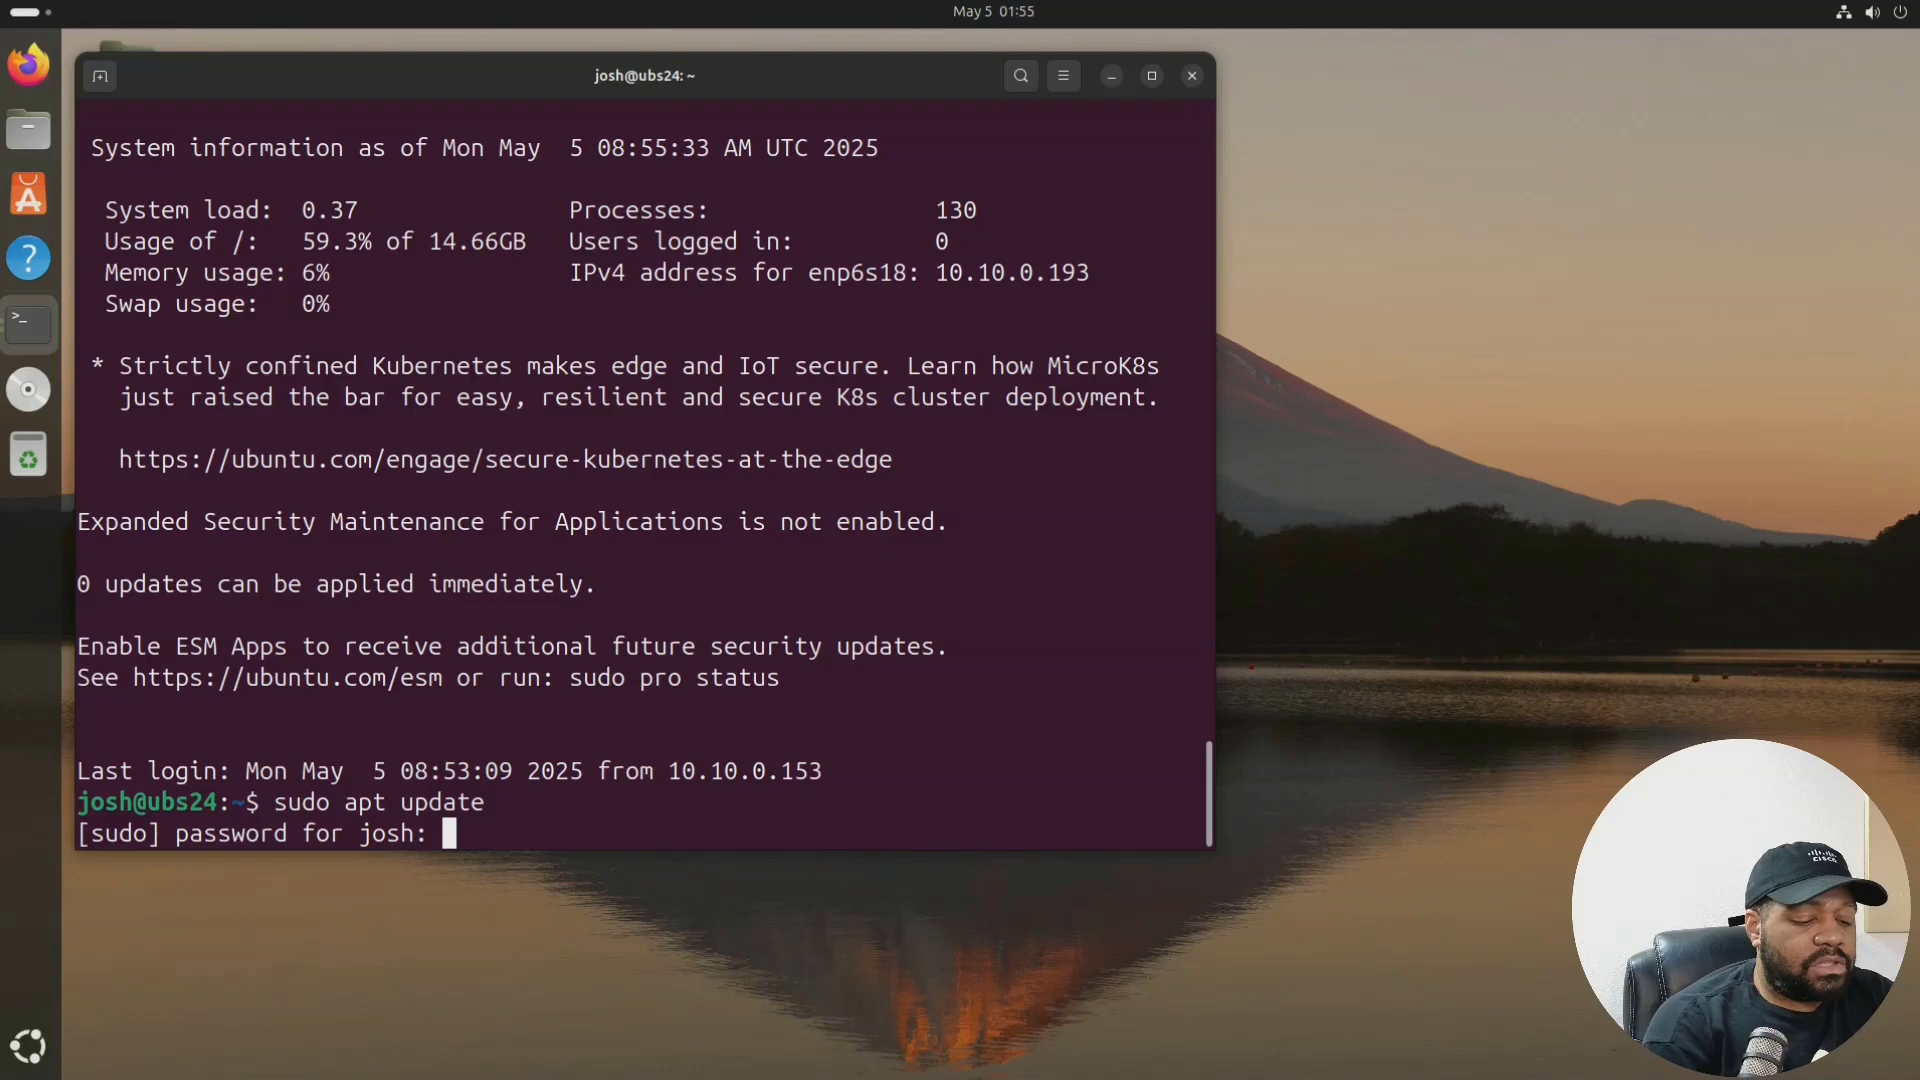 May 5 01:55
josh@ubs24: ~
System information as of Mon May  5 08:55:33 AM UTC 2025
System load: 0.37 Processes: 130
Usage of /: 59.3% of 14.66GB Users logged in: 0
Memory usage: 6% IPv4 address for enp6s18: 10.10.0.193
Swap usage: 0%
* Strictly confined Kubernetes makes edge and IoT secure. Learn how MicroK8s
just raised the bar for easy, resilient and secure K8s cluster deployment.
https://ubuntu.com/engage/secure-kubernetes-at-the-edge
Expanded Security Maintenance for Applications is not enabled.
0 updates can be applied immediately.
Enable ESM Apps to receive additional future security updates.
See https://ubuntu.com/esm or run: sudo pro status
Last login: Mon May  5 08:53:09 2025 from 10.10.0.153
josh@ubs24:~$ sudo apt update
[sudo] password for josh:
CISCO